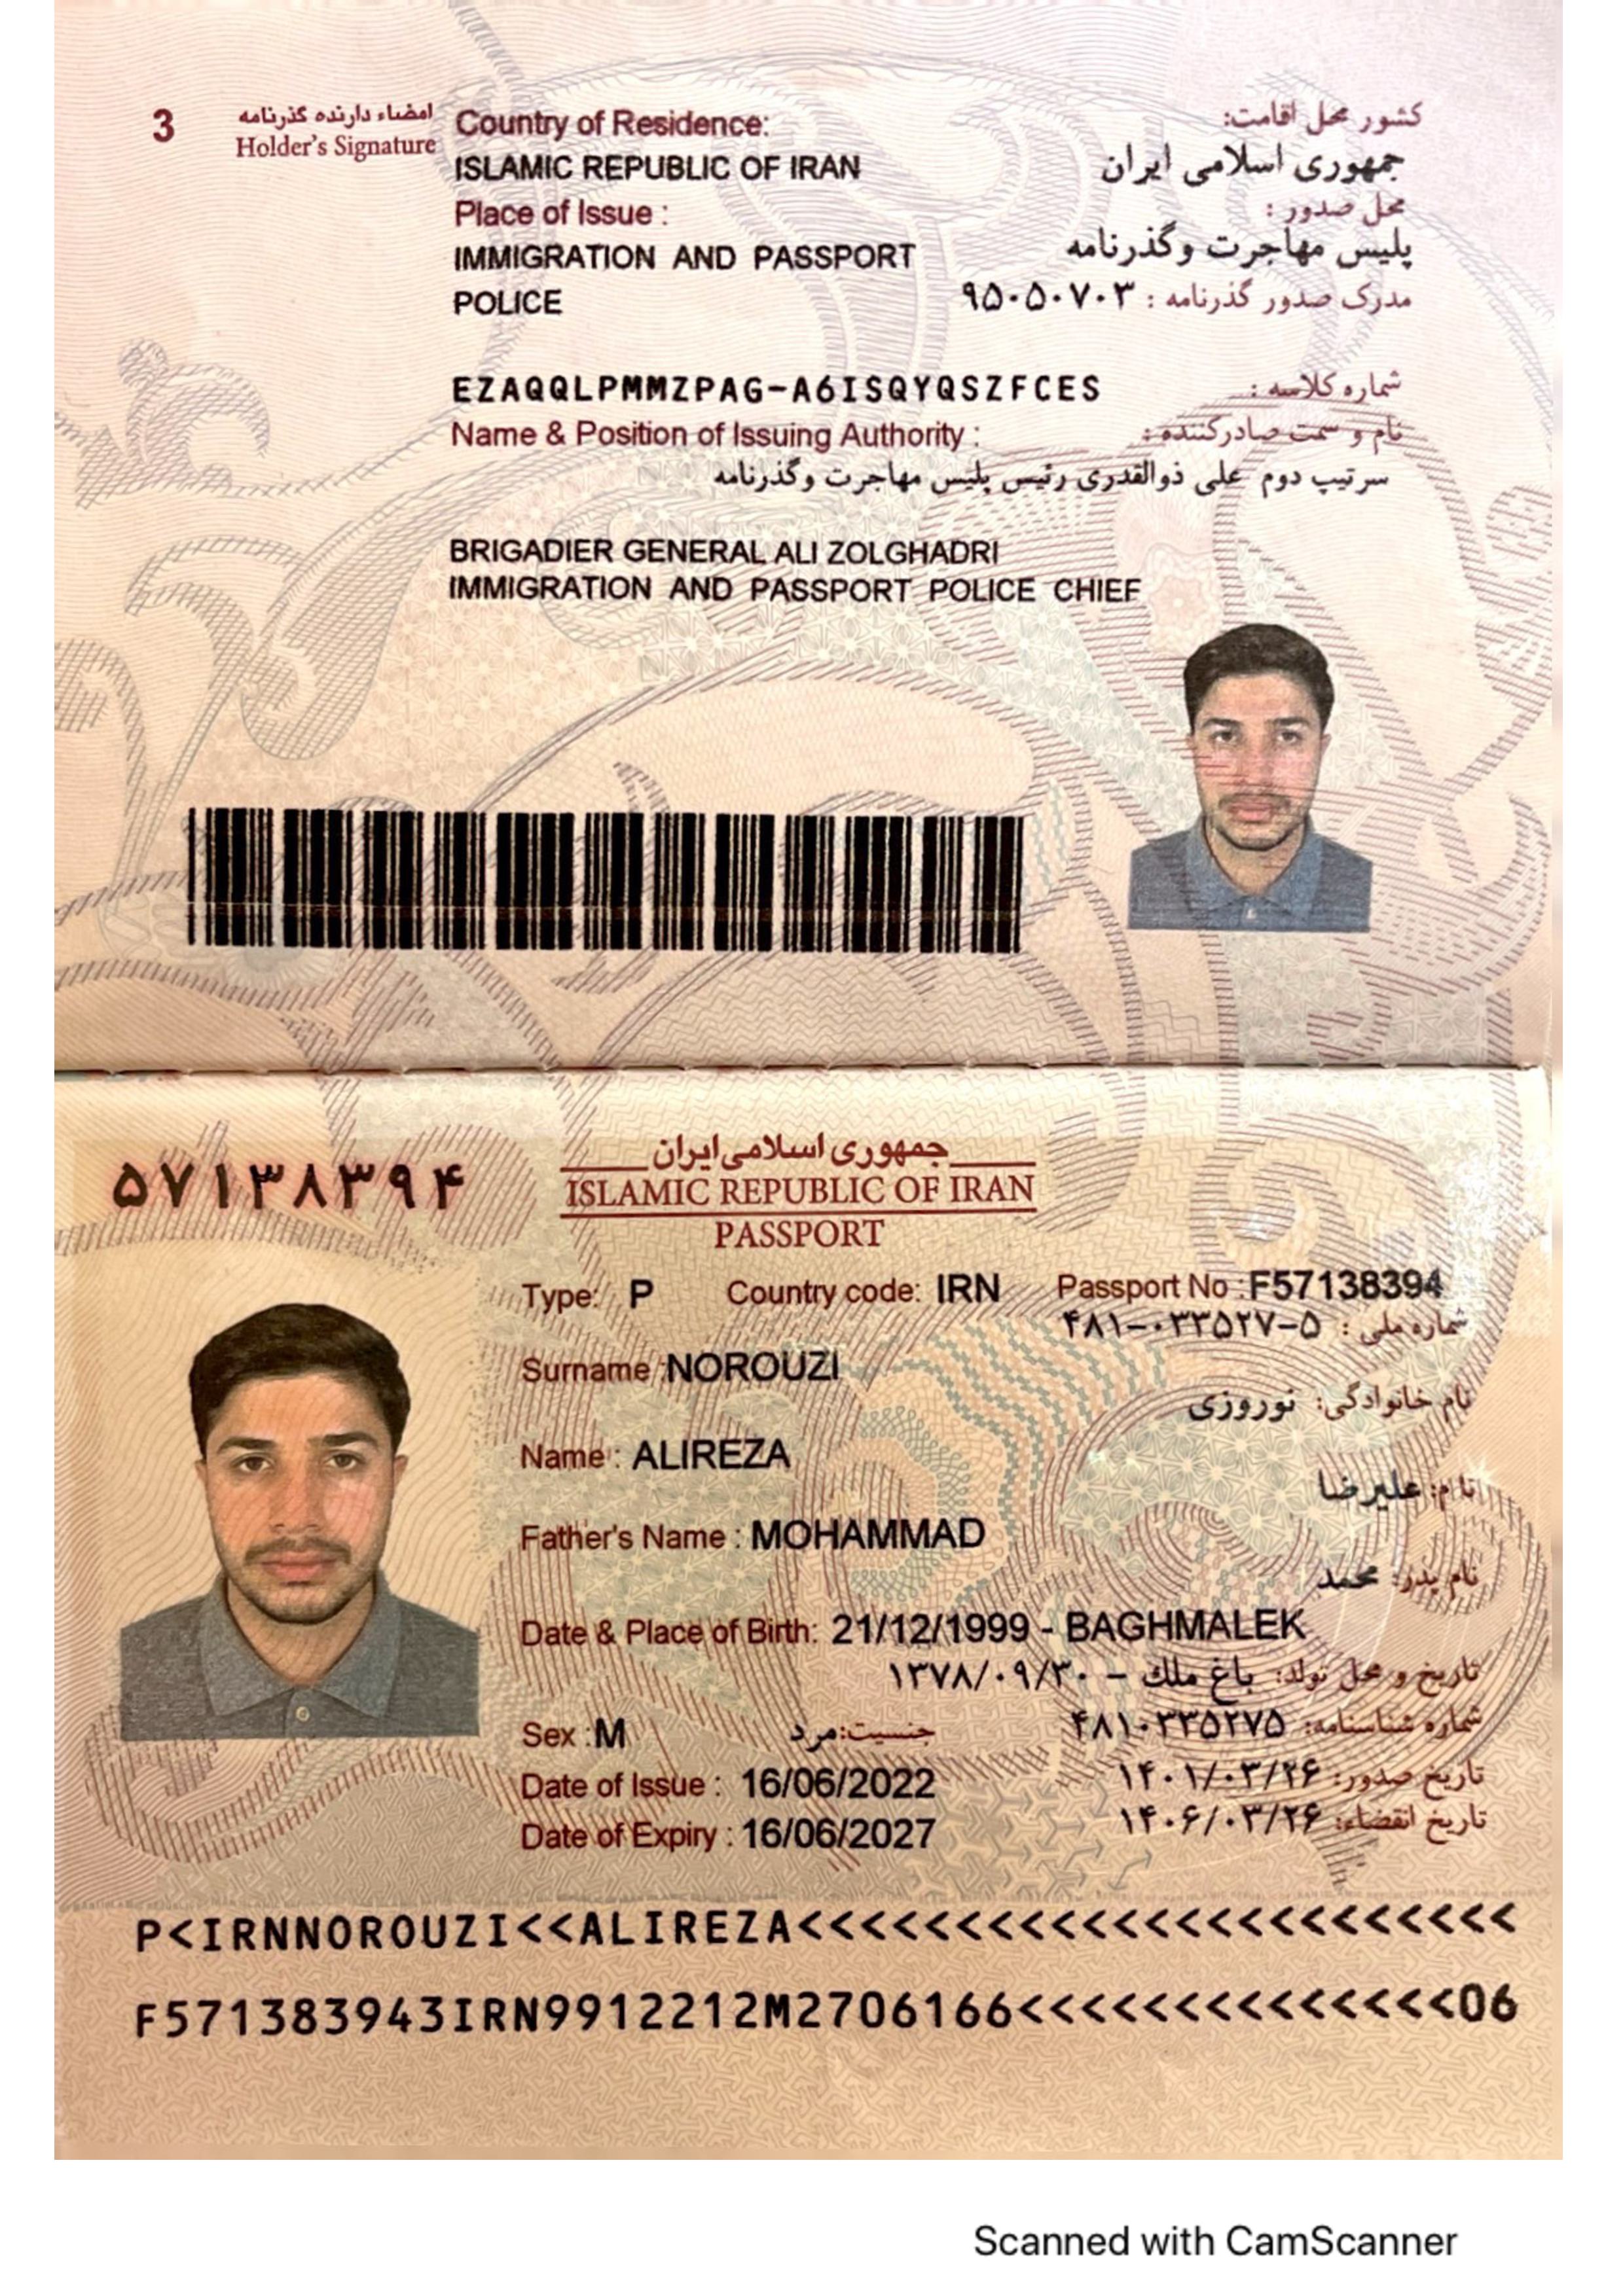 3
امضاء دارنده گذرنامه
Holder's Signature
Country of Residence:
کشور محل اقامت:
ISLAMIC REPUBLIC OF IRAN
جمهوری اسلامی ایران
Place of Issue :
محل صدور :
IMMIGRATION AND PASSPORT
POLICE
پلیس مهاجرت وگذرنامه
مدرک صدور گذرنامه : ۹۵۰۵۰۷۰۳
EZAQQLPMMZPAG-A6ISQYQSZFCES
شماره کلاسه :
Name & Position of Issuing Authority :
نام و سمت صادرکننده :
سرتیپ دوم علی ذوالقدری رئیس پلیس مهاجرت وگذرنامه
BRIGADIER GENERAL ALI ZOLGHADRI
IMMIGRATION AND PASSPORT POLICE CHIEF
۵۷۱۳۸۳۹۴
جمهوری اسلامی ایران
ISLAMIC REPUBLIC OF IRAN
PASSPORT
Type: P Country code: IRN Passport No :F57138394
شماره ملی : ۴۸۱-۰۳۳۵۲۷-۵
Surname NOROUZI
نام خانوادگی: نوروزی
Name : ALIREZA
نام: علیرضا
Father's Name : MOHAMMAD
نام پدر: محمد
Date & Place of Birth: 21/12/1999 - BAGHMALEK
تاریخ و محل تولد: باغ ملك - ۱۳۷۸/۰۹/۳۰
Sex :M
جنسیت:مرد
شماره شناسنامه: ۴۸۱۰۳۳۵۲۷۵
Date of Issue : 16/06/2022
تاریخ صدور: ۱۴۰۱/۰۳/۲۶
Date of Expiry : 16/06/2027
تاریخ انقضاء: ۱۴۰۶/۰۳/۲۶
P<IRNNOROUZI<<ALIREZA<<<<<<<<<<<<<<<<<<<<<<<
F571383943IRN9912212M2706166<<<<<<<<<<<<<<06
Scanned with CamScanner